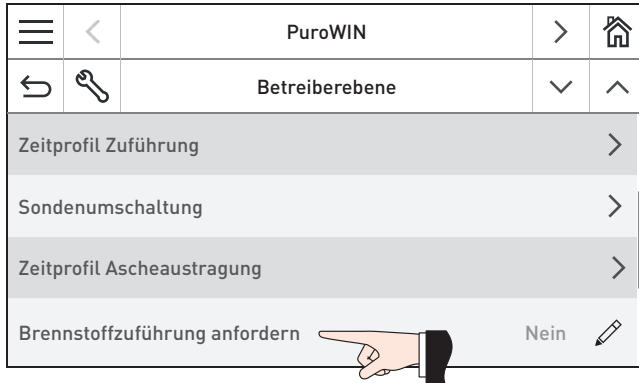 PuroWIN
Betreiberebene
Zeitprofil Zuführung
Sondenumschaltung
Zeitprofil Ascheaustragung
Brennstoffzuführung anfordern Nein